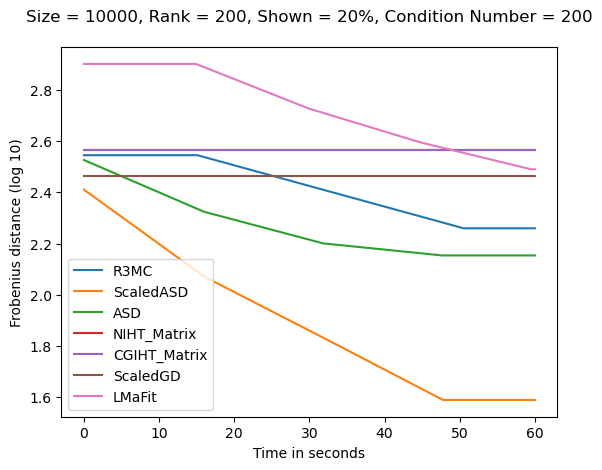 Size = 10000, Rank = 200, Shown = 20%, Condition Number = 200
Frobenius distance (log 10)
2.8
2.6
2.4
2.2
2.0
1.8
1.6
R3MC
ScaledASD
ASD
NIHT_Matrix
CGIHT_Matrix
ScaledGD
LMaFit
0 10 20 30 40 50 60
Time in seconds